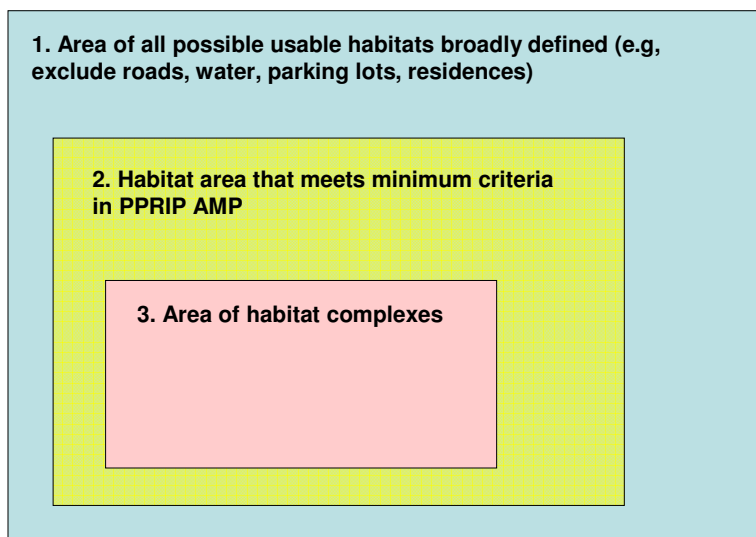 1. Area of all possible usable habitats broadly defined (e.g,
exclude roads, water, parking lots, residences)
2. Habitat area that meets minimum criteria
in PPRIP AMP
3. Area of habitat complexes